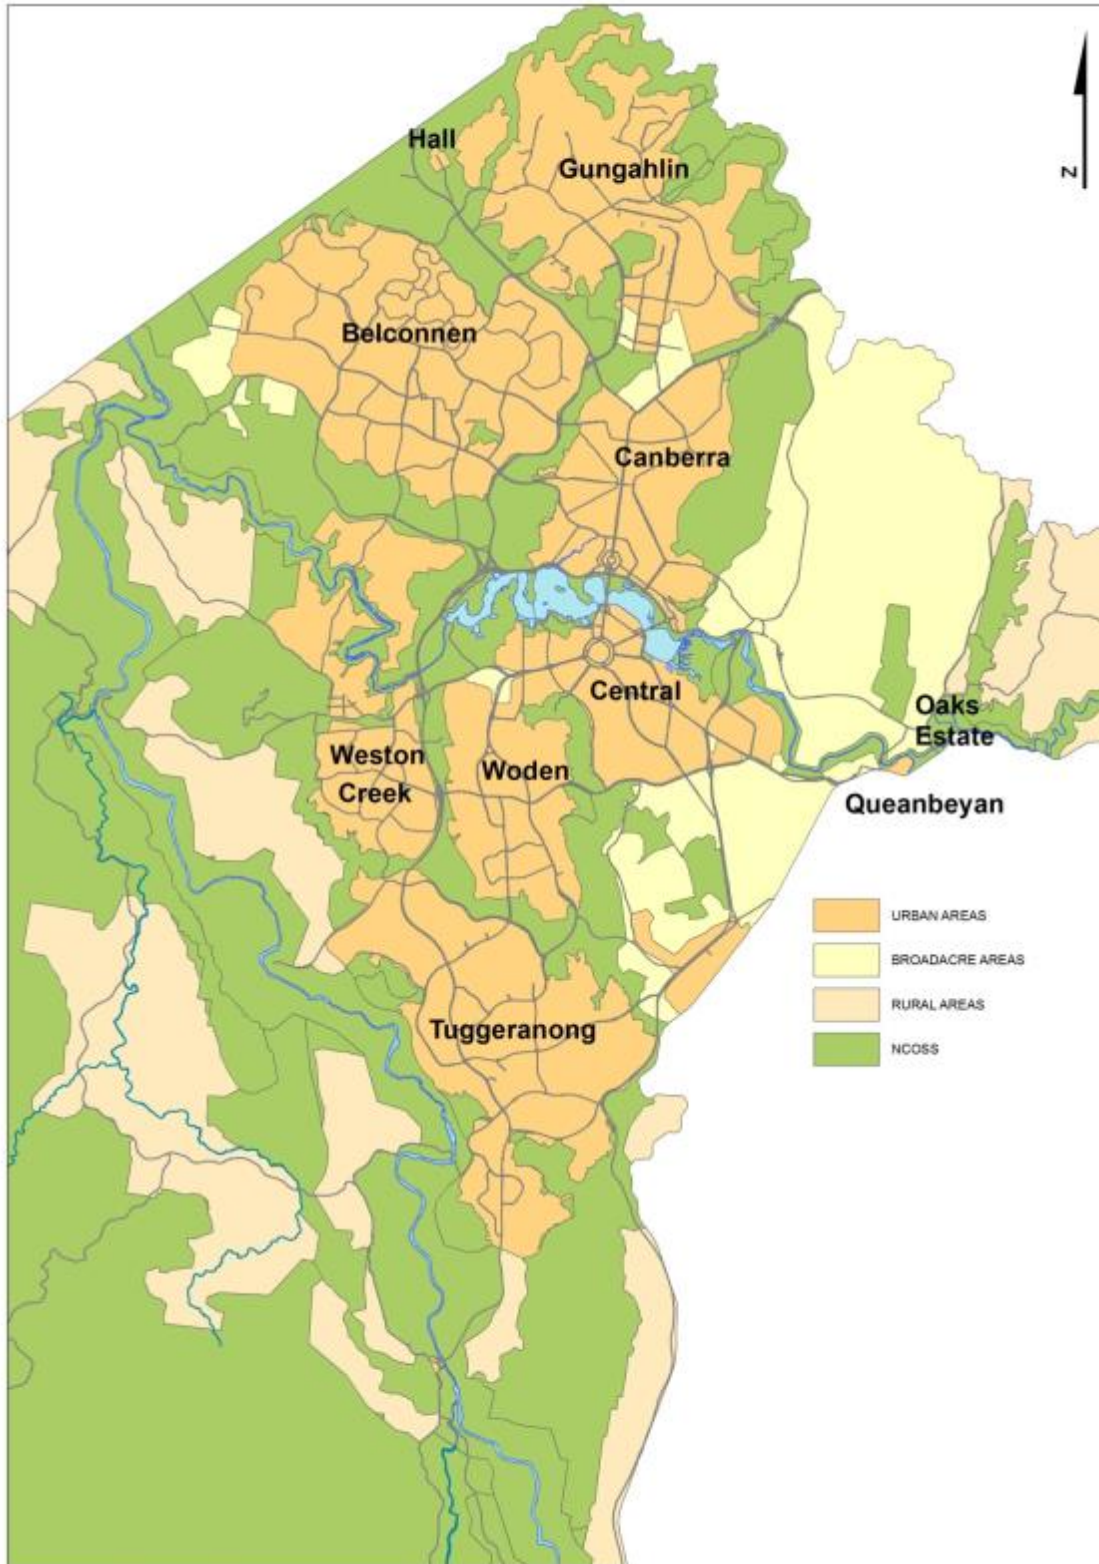 Hall
Gungahlin
N
Belconnen
Canberra
Central
Oaks
Estate
Weston
Creek
Woden
Queanbeyan
URBAN AREAS
BROADACRE AREAS
RURAL AREAS
NCOSS
Tuggeranong